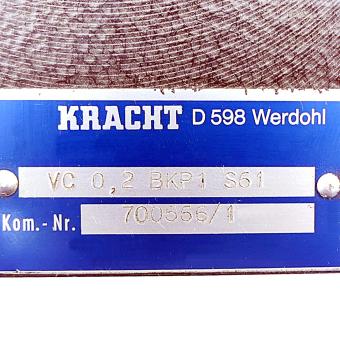 KRACHT D 598 Werdohl
VC 0,2 BKP1 S61
Kom.-Nr. 700556/1